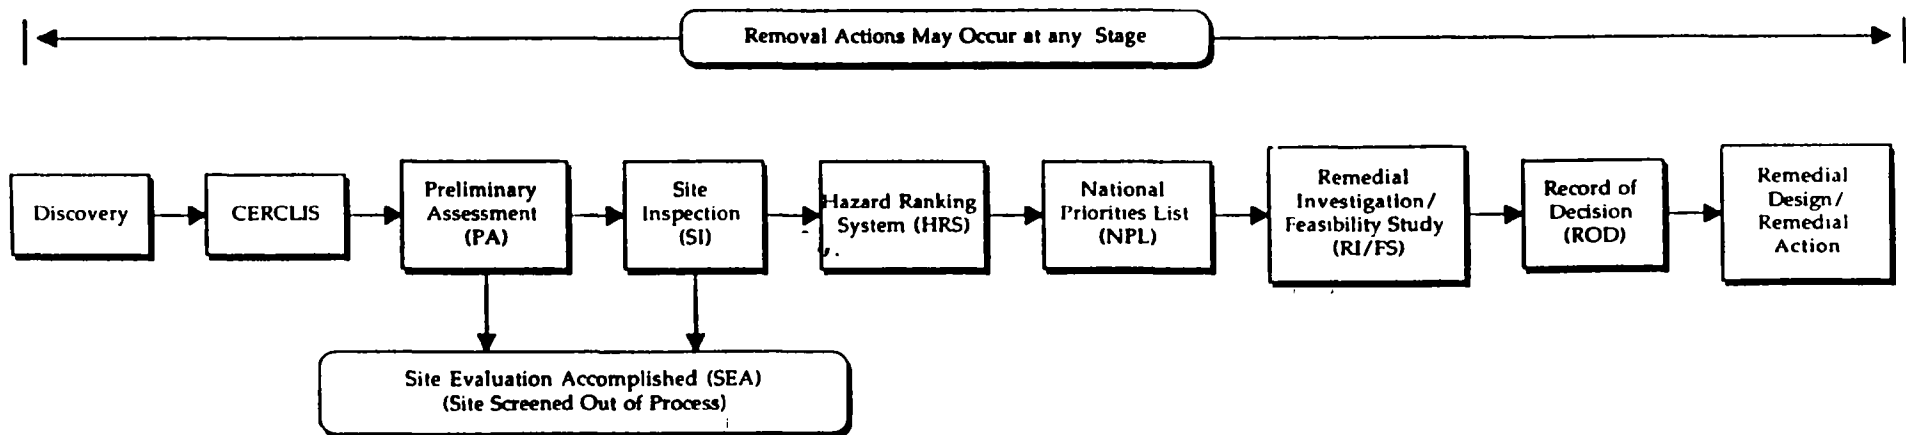 Removal Actions May Occur at any Stage
Discovery
CERCLIS
Preliminary
Assessment
(PA)
Site
Inspection
(SI)
Hazard Ranking
System (HRS)
National
Priorities List
(NPL)
Remedial
Investigation/
Feasibility Study
(RI/FS)
Record of
Decision
(ROD)
Remedial
Design/
Remedial
Action
Site Evaluation Accomplished (SEA)
(Site Screened Out of Process)